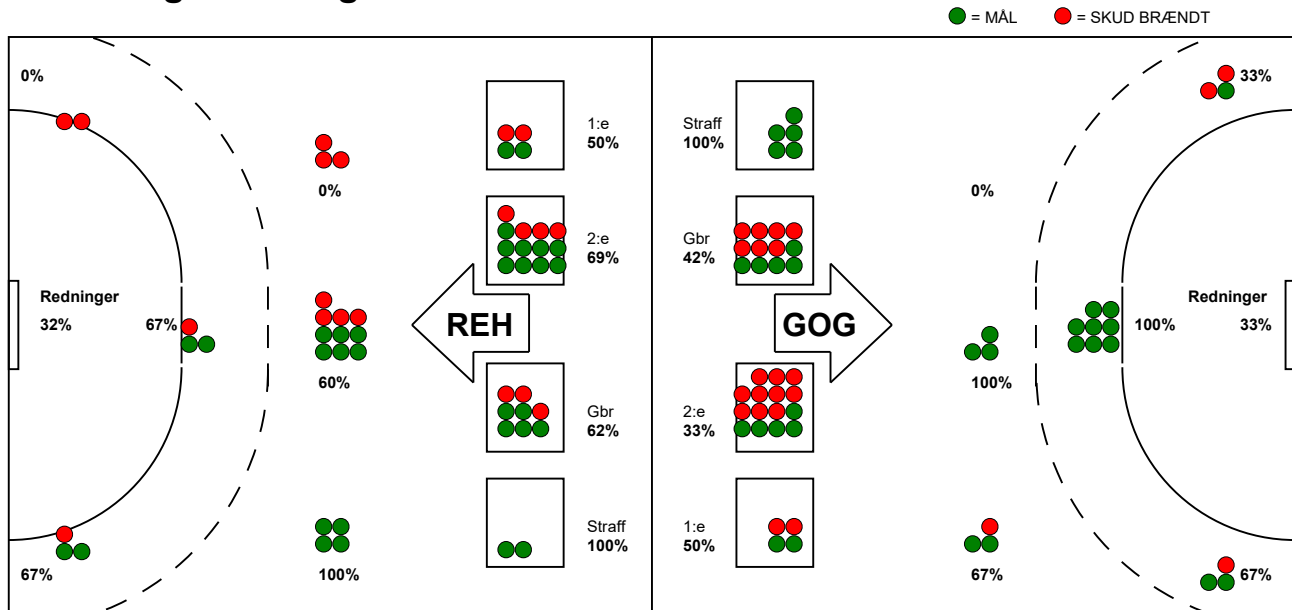 = MÅL
= SKUD BRÆNDT
0%
33%
1:e
50%
Straff
100%
0%
0%
2:e
69%
Gbr
42%
Redninger
32%
67%
REH
GOG
100%
Redninger
33%
60%
100%
Gbr
62%
2:e
33%
Straff
100%
1:e
50%
67%
100%
67%
67%